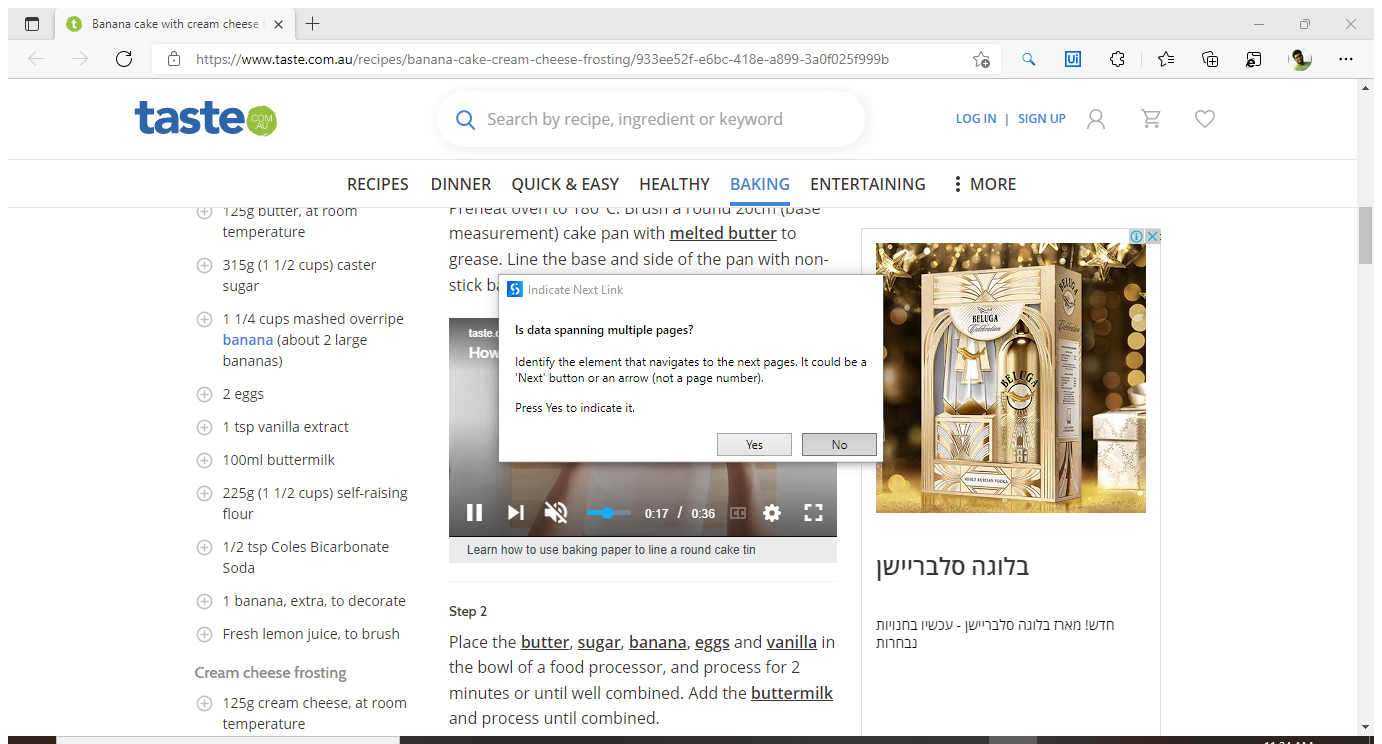 Banana cake with cream cheese
https://www.taste.com.au/recipes/banana-cake-cream-cheese-frosting/933ee52f-e6bc-418e-a899-3a0f025f999b
Ui
taste
.COM
AU
Search by recipe, ingredient or keyword
LOG IN | SIGN UP
RECIPES DINNER QUICK & EASY HEALTHY BAKING ENTERTAINING MORE
125g butter, at room
temperature
315g (1 1/2 cups) caster
sugar
1 1/4 cups mashed overripe
banana (about 2 large
bananas)
2 eggs
1 tsp vanilla extract
100ml buttermilk
225g (1 1/2 cups) self-raising
flour
1/2 tsp Coles Bicarbonate
Soda
1 banana, extra, to decorate
Fresh lemon juice, to brush
Cream cheese frosting
125g cream cheese, at room
temperature
Preheat oven to 180°C. Brush a round 20cm (base
measurement) cake pan with melted butter to
grease. Line the base and side of the pan with non-
stick ba
taste.c
How
Indicate Next Link
Is data spanning multiple pages?
Identify the element that navigates to the next pages. It could be a
'Next' button or an arrow (not a page number).
Press Yes to indicate it.
Yes No
0:17 / 0:36 CC
Learn how to use baking paper to line a round cake tin
Step 2
Place the butter, sugar, banana, eggs and vanilla in
the bowl of a food processor, and process for 2
minutes or until well combined. Add the buttermilk
and process until combined.
BELUGA
Celebration
BELUGA
NOBLE RUSSIAN VODKA
בלוגה סלבריישן
חדש! מארז בלוגה סלבריישן - עכשיו בחנויות
נבחרות